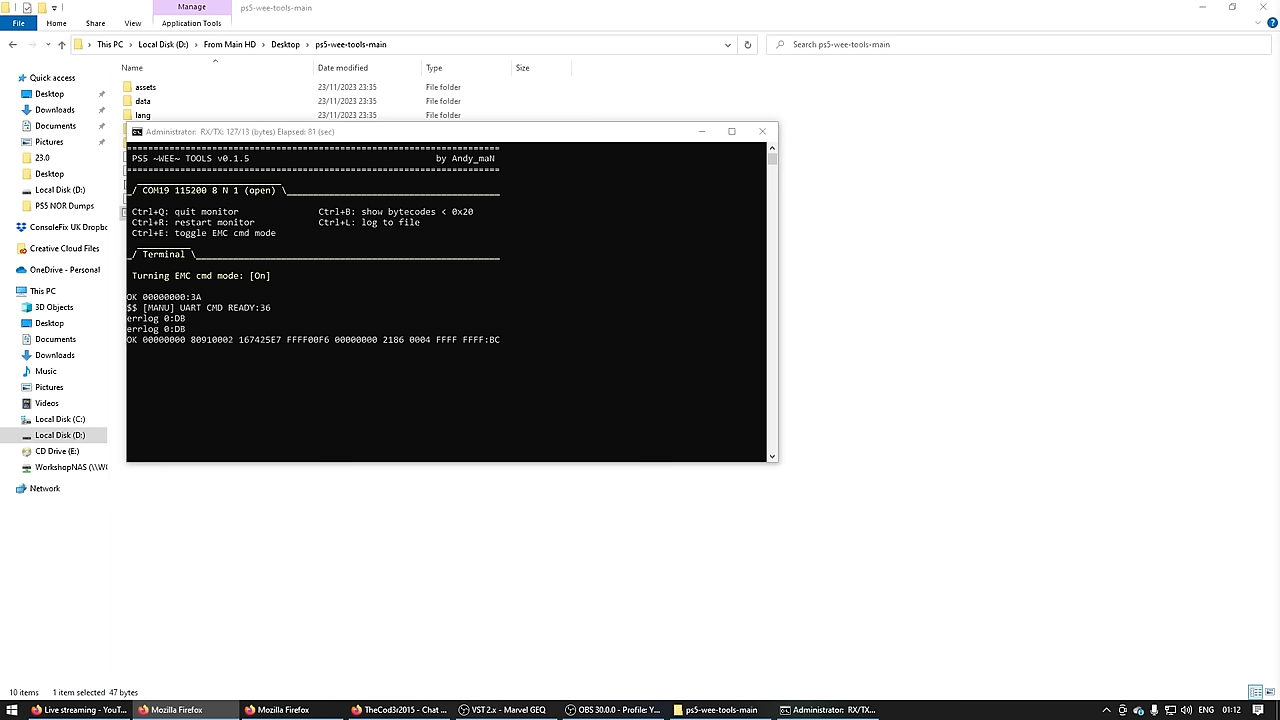 Manage
ps5-wee-tools-main
File
Home
Share
View
Application Tools
This PC
Local Disk (D:)
From Main HD
Desktop
ps5-wee-tools-main
Search ps5-wee-tools-main
Name
Date modified
Type
Size
Quick access
Desktop
Downloads
Documents
Pictures
23.0
Desktop
Local Disk (D:)
PS5 NOR Dumps
ConsoleFix UK Dropbo
Creative Cloud Files
OneDrive - Personal
This PC
3D Objects
Desktop
Documents
Downloads
Music
Pictures
Videos
Local Disk (C:)
Local Disk (D:)
CD Drive (E:)
WorkshopNAS (\\W
Network
assets 23/11/2023 23:35 File folder
data 23/11/2023 23:35 File folder
lang 23/11/2023 23:35 File folder
Administrator: RX/TX: 127/13 (bytes) Elapsed: 81 (sec)
======================================================================
PS5 ~WEE~ TOOLS v0.1.5 by Andy_maN
======================================================================
_/ COM19 115200 8 N 1 (open) \________________________________________
Ctrl+Q: quit monitor Ctrl+B: show bytecodes < 0x20
Ctrl+R: restart monitor Ctrl+L: log to file
Ctrl+E: toggle EMC cmd mode
_/ Terminal \_________________________________________________________
Turning EMC cmd mode: [On]
OK 00000000:3A
$$ [MANU] UART CMD READY:36
errlog 0:DB
errlog 0:DB
OK 00000000 80910002 167425E7 FFFF00F6 00000000 2186 0004 FFFF FFFF:BC
10 items 1 item selected 47 bytes
Live streaming - YouT...
Mozilla Firefox
Mozilla Firefox
TheCod3r2015 - Chat ...
VST 2.x - Marvel GEQ
OBS 30.0.0 - Profile: Y...
ps5-wee-tools-main
Administrator: RX/TX...
ENG
01:12